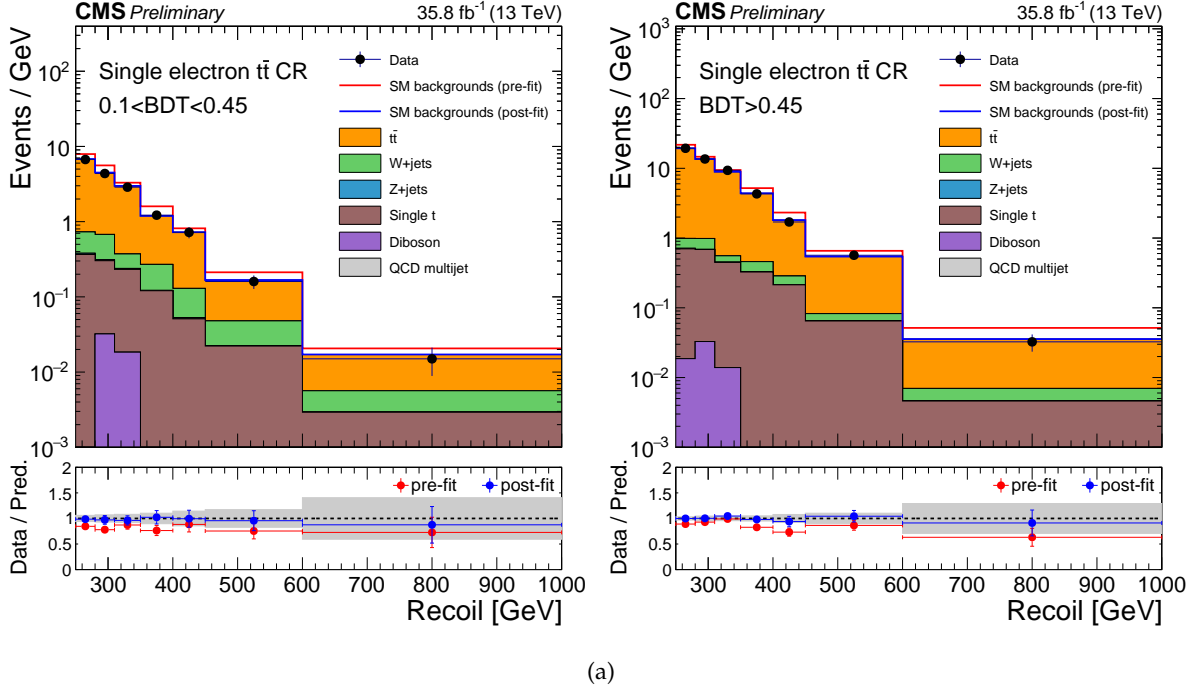 CMS Preliminary 35.8 fb⁻¹ (13 TeV)
Events / GeV
10²
10
1
10⁻¹
10⁻²
10⁻³
Single electron tt̄ CR
0.1<BDT<0.45
Data
SM backgrounds (pre-fit)
SM backgrounds (post-fit)
tt̄
W+jets
Z+jets
Single t
Diboson
QCD multijet
Data / Pred.
2
1.5
1
0.5
0
pre-fit post-fit
300 400 500 600 700 800 900 1000
Recoil [GeV]
CMS Preliminary 35.8 fb⁻¹ (13 TeV)
Events / GeV
10³
10²
10
1
10⁻¹
10⁻²
10⁻³
Single electron tt̄ CR
BDT>0.45
Data
SM backgrounds (pre-fit)
SM backgrounds (post-fit)
tt̄
W+jets
Z+jets
Single t
Diboson
QCD multijet
Data / Pred.
2
1.5
1
0.5
0
pre-fit post-fit
300 400 500 600 700 800 900 1000
Recoil [GeV]
(a)